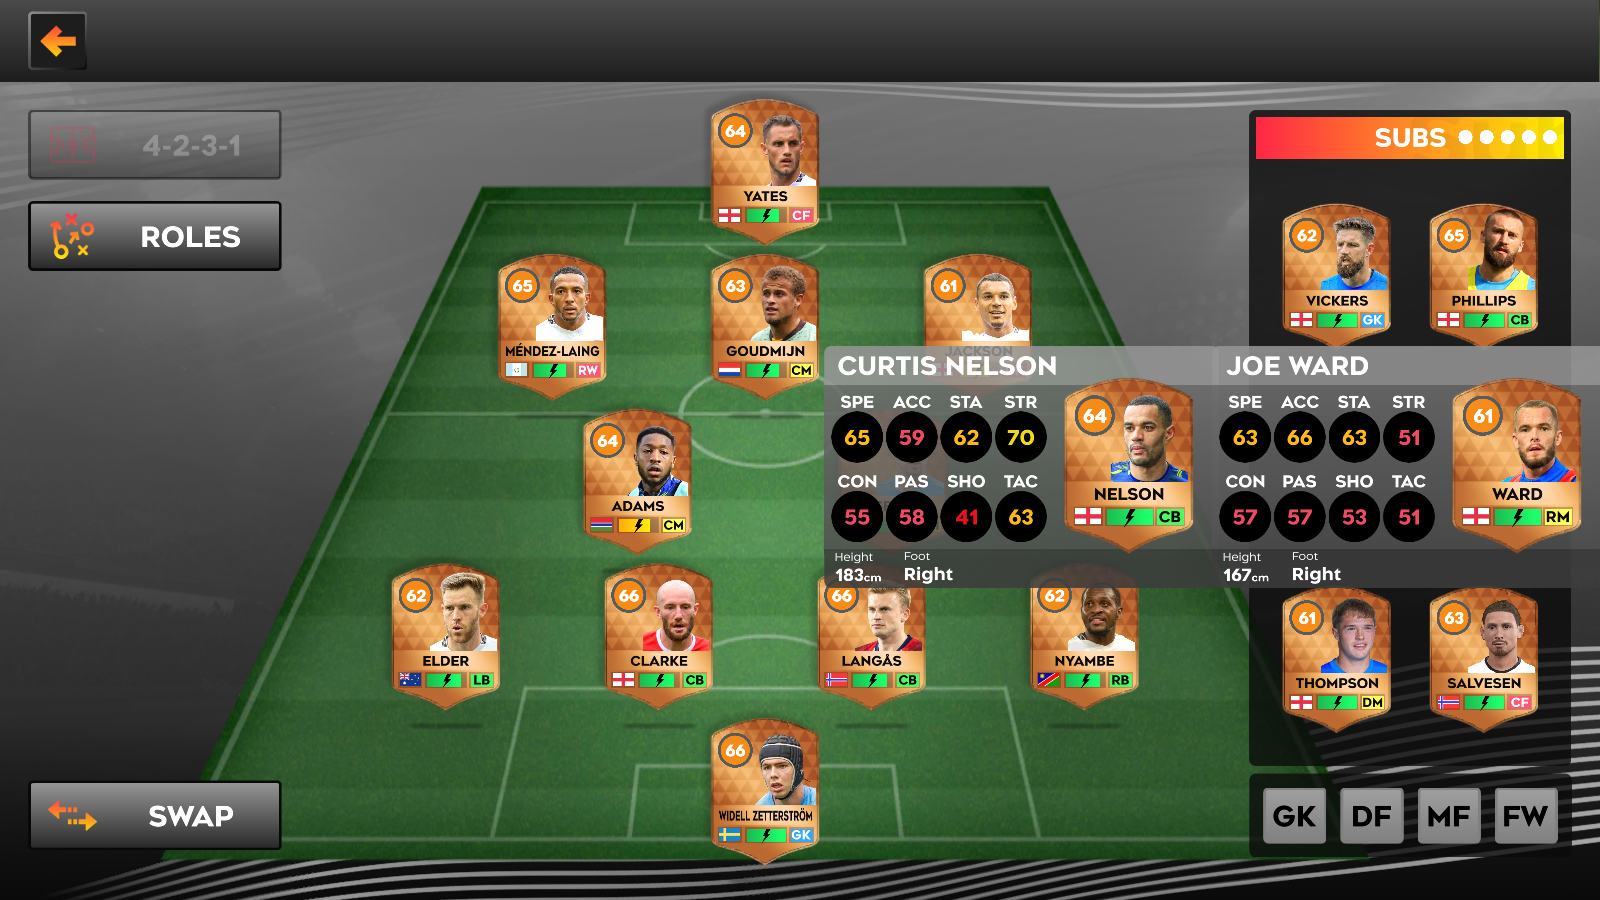 4-2-3-1
ROLES
SWAP
64
YATES
CF
65
MÉNDEZ-LAING
RW
63
GOUDMIJN
CM
61
JACKSON
64
ADAMS
CM
62
ELDER
LB
66
CLARKE
CB
66
LANGÅS
CB
62
NYAMBE
RB
66
WIDELL ZETTERSTRÖM
GK
CURTIS NELSON
SPE ACC STA STR
65 59 62 70
CON PAS SHO TAC
55 58 41 63
Height Foot
183cm Right
64
NELSON
CB
JOE WARD
SPE ACC STA STR
63 66 63 51
CON PAS SHO TAC
57 57 53 51
Height Foot
167cm Right
61
WARD
RM
SUBS
62
VICKERS
GK
65
PHILLIPS
CB
61
THOMPSON
DM
63
SALVESEN
CF
GK DF MF FW